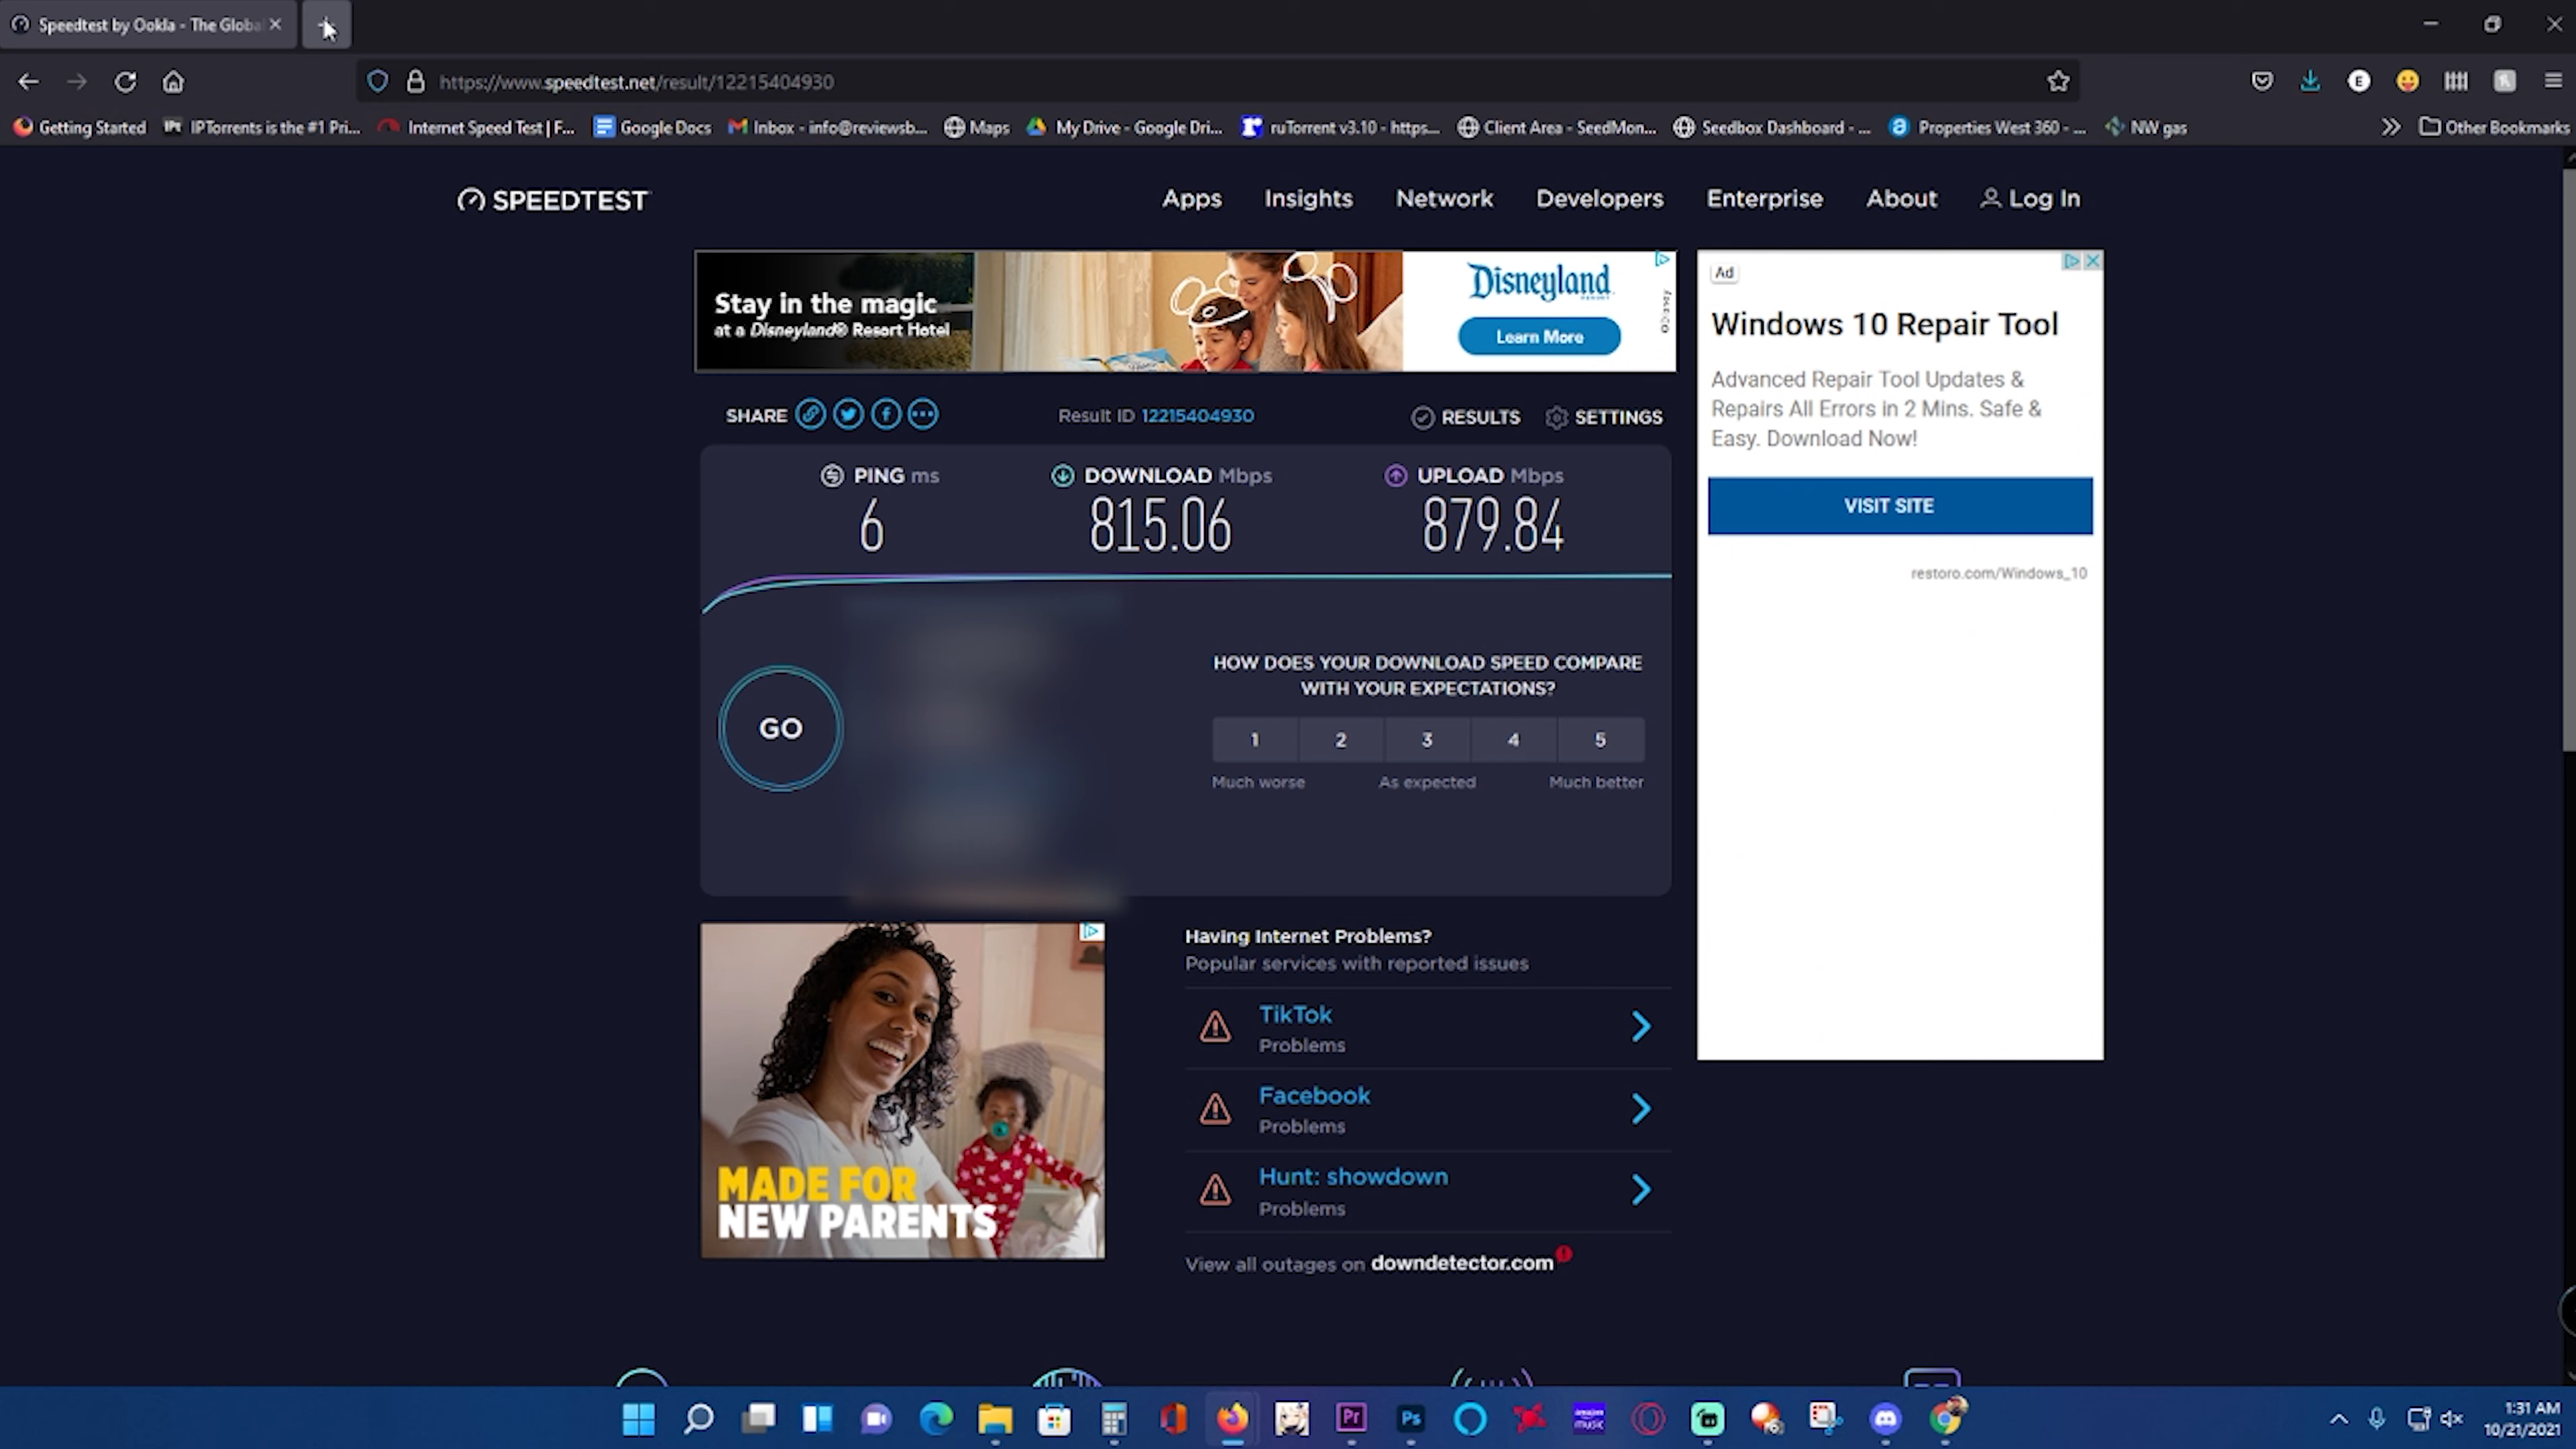 Speedtest by Ookla - The Globa
https://www.speedtest.net/result/12215404930
Getting Started IPTorrents is the #1 Pri... Internet Speed Test | F... Google Docs Inbox - info@reviewsb... Maps My Drive - Google Dri... ruTorrent v3.10 - https... Client Area - SeedMon... Seedbox Dashboard - ... Properties West 360 - ... NW gas Other Bookmarks
SPEEDTEST Apps Insights Network Developers Enterprise About Log In
Stay in the magic
at a Disneyland® Resort Hotel
Disneyland
RESORT
Learn More
©Disney
Ad
Windows 10 Repair Tool
Advanced Repair Tool Updates &
Repairs All Errors in 2 Mins. Safe &
Easy. Download Now!
VISIT SITE
restoro.com/Windows_10
SHARE Result ID 12215404930 RESULTS SETTINGS
PING ms DOWNLOAD Mbps UPLOAD Mbps
6 815.06 879.84
GO
HOW DOES YOUR DOWNLOAD SPEED COMPARE
WITH YOUR EXPECTATIONS?
1 2 3 4 5
Much worse As expected Much better
MADE FOR
NEW PARENTS
Having Internet Problems?
Popular services with reported issues
TikTok
Problems
Facebook
Problems
Hunt: showdown
Problems
View all outages on downdetector.com
1:31 AM
10/21/2021